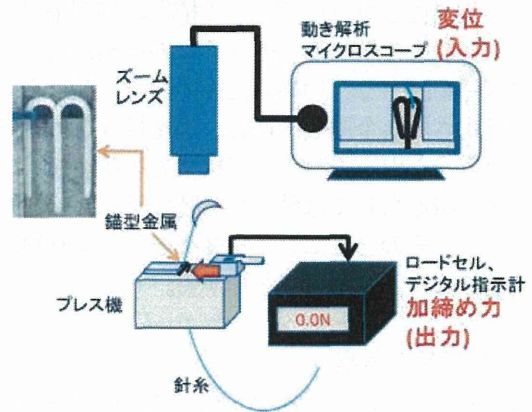 動き解析
マイクロスコープ
変位
(入力)
ズーム
レンズ
錨型金属
プレス機
ロードセル、
デジタル指示計
加締め力
(出力)
0.0N
針糸